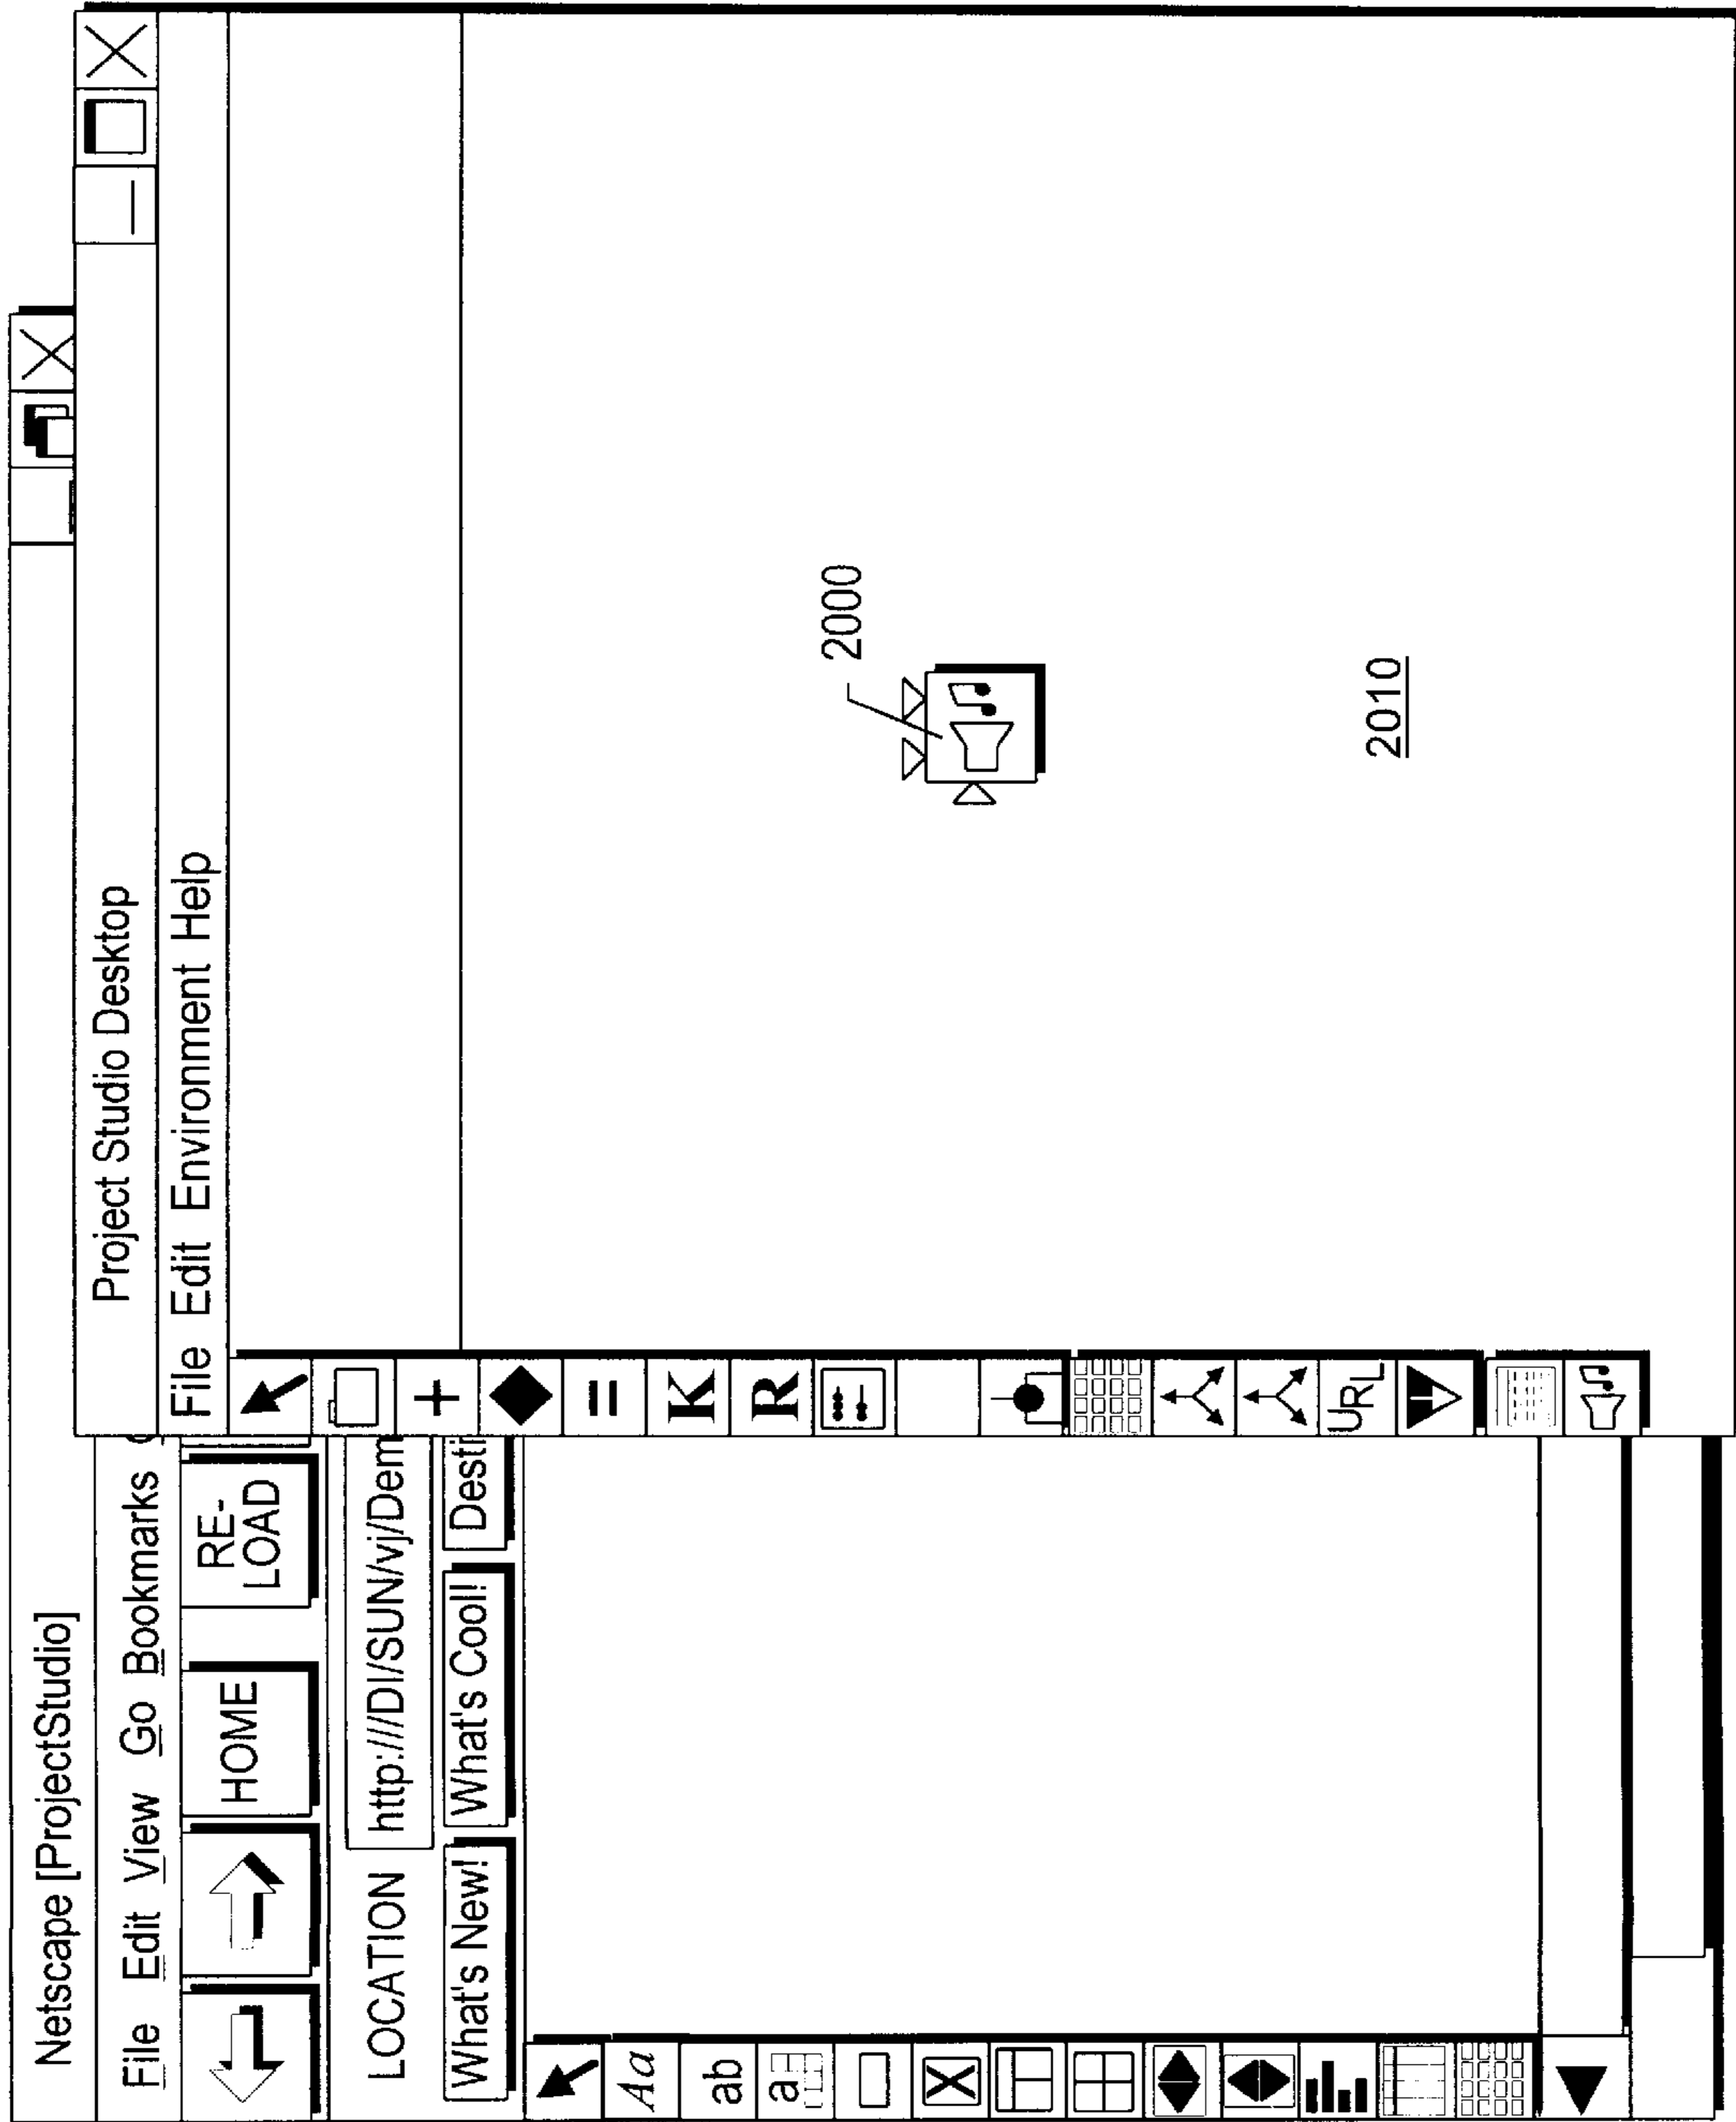 Netscape [ProjectStudio]
File Edit View Go Bookmarks
HOME
RE-
LOAD
LOCATION http:///DI/SUN/vj/Dem
What's New! What's Cool! Desti
Aa
ab
a
Project Studio Desktop
File Edit Environment Help
+
=
K
R
URL
2000
2010